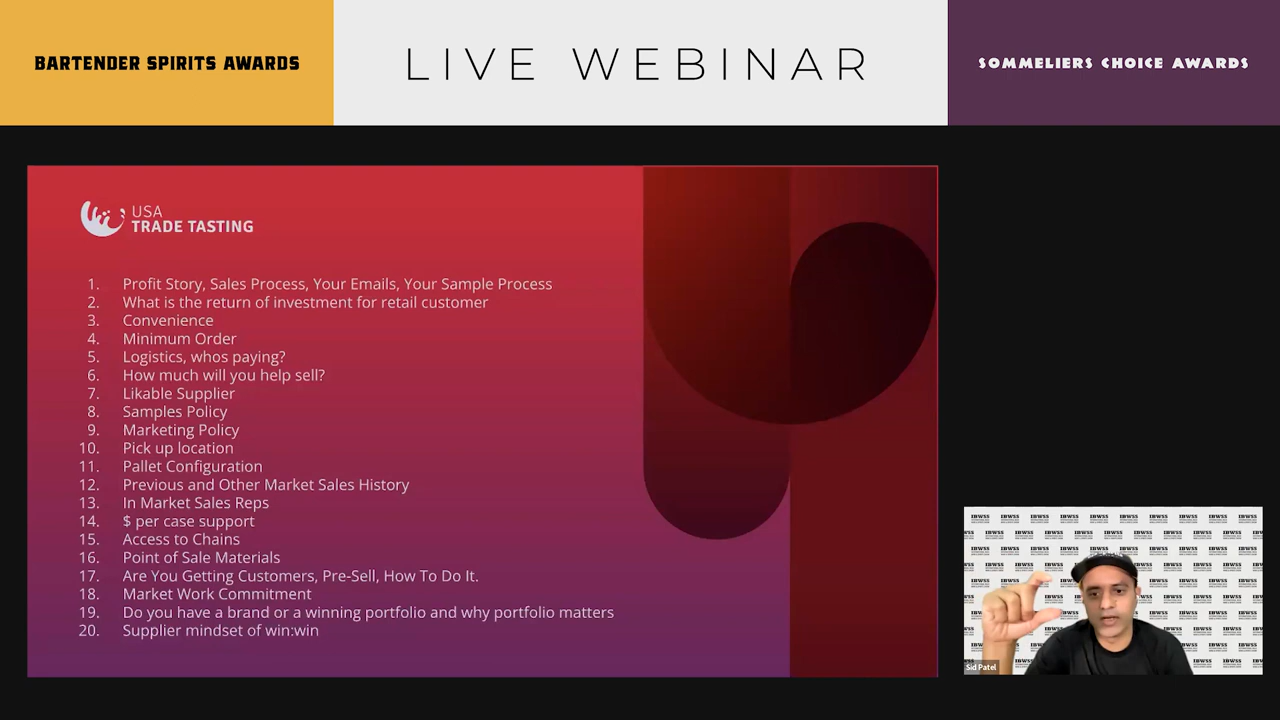 BARTENDER SPIRITS AWARDS
LIVE WEBINAR
SOMMELIERS CHOICE AWARDS
USA
TRADE TASTING
1. Profit Story, Sales Process, Your Emails, Your Sample Process
2. What is the return of investment for retail customer
3. Convenience
4. Minimum Order
5. Logistics, whos paying?
6. How much will you help sell?
7. Likable Supplier
8. Samples Policy
9. Marketing Policy
10. Pick up location
11. Pallet Configuration
12. Previous and Other Market Sales History
13. In Market Sales Reps
14. $ per case support
15. Access to Chains
16. Point of Sale Materials
17. Are You Getting Customers, Pre-Sell, How To Do It.
18. Market Work Commitment
19. Do you have a brand or a winning portfolio and why portfolio matters
20. Supplier mindset of win:win
IBWSS
Sid Patel